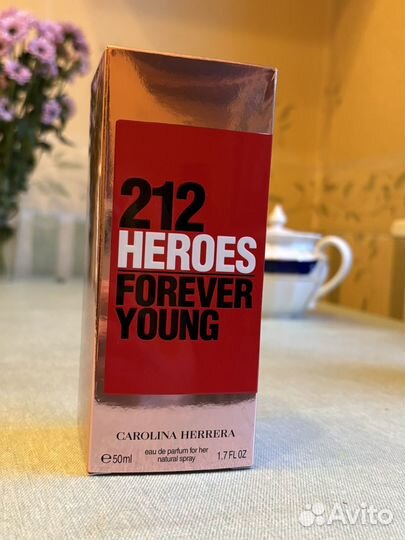 212
HEROES
FOREVER
YOUNG
CAROLINA HERRERA
eau de parfum for her
natural spray
℮50ml
1.7 FL OZ
Avito